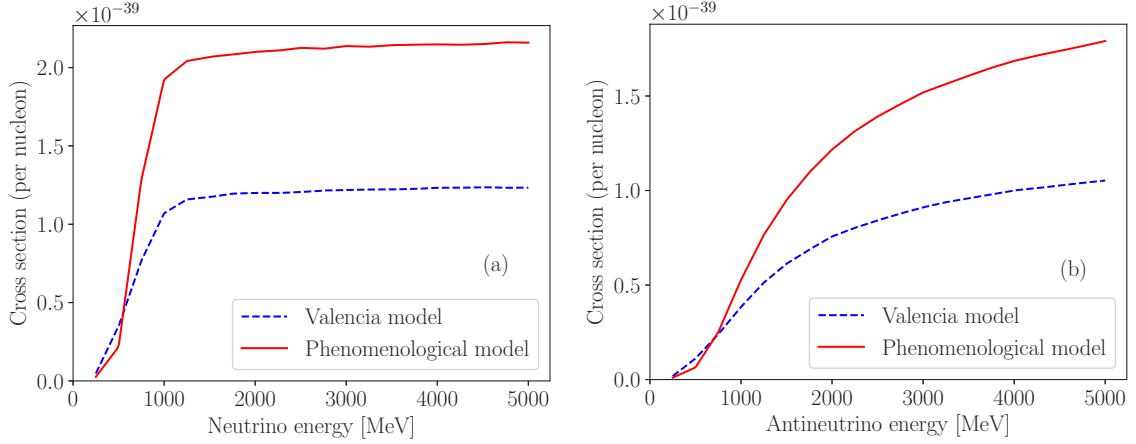 ×10⁻³⁹
Cross section (per nucleon)
2.0
1.5
1.0
0.5
0.0
(a)
Valencia model
Phenomenological model
0
1000
2000
3000
4000
5000
Neutrino energy [MeV]
×10⁻³⁹
Cross section (per nucleon)
1.5
1.0
0.5
0.0
(b)
Valencia model
Phenomenological model
0
1000
2000
3000
4000
5000
Antineutrino energy [MeV]